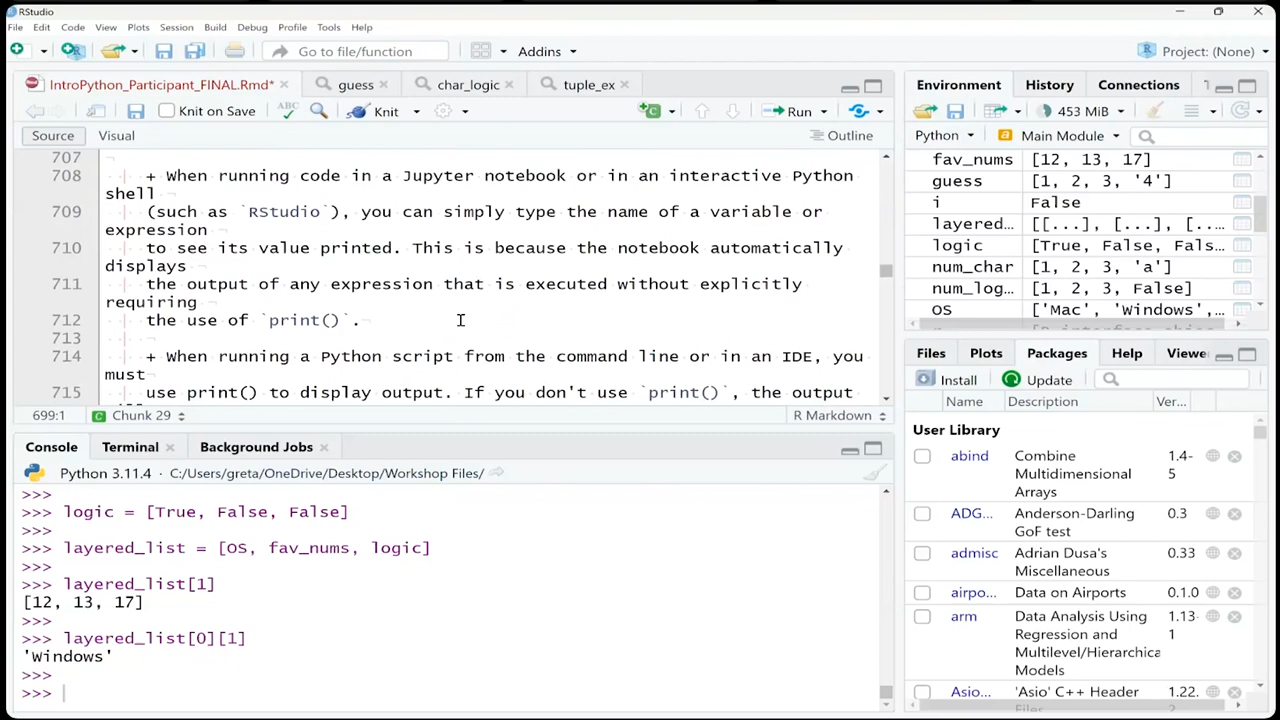 RStudio
File Edit Code View Plots Session Build Debug Profile Tools Help
Go to file/function Addins Project: (None)
IntroPython_Participant_FINAL.Rmd* guess char_logic tuple_ex
Knit on Save ABC Knit Run
Source Visual Outline
707
708 + When running code in a Jupyter notebook or in an interactive Python
shell
709 (such as `RStudio`), you can simply type the name of a variable or
expression
710 to see its value printed. This is because the notebook automatically
displays
711 the output of any expression that is executed without explicitly
requiring
712 the use of `print()`.
713
714 + When running a Python script from the command line or in an IDE, you
must
715 use print() to display output. If you don't use `print()`, the output
699:1 Chunk 29 R Markdown
Console Terminal Background Jobs
Python 3.11.4 · C:/Users/greta/OneDrive/Desktop/Workshop Files/
>>>
>>> logic = [True, False, False]
>>>
>>> layered_list = [OS, fav_nums, logic]
>>>
>>> layered_list[1]
[12, 13, 17]
>>>
>>> layered_list[0][1]
'Windows'
>>>
>>>
Environment History Connections
453 MiB
Python Main Module
fav_nums [12, 13, 17]
guess [1, 2, 3, '4']
i False
layered… [[...], [...], [..
logic [True, False, Fals…
num_char [1, 2, 3, 'a']
num_log… [1, 2, 3, False]
OS ['Mac', 'Windows',…
Files Plots Packages Help Viewe
Install Update
Name Description Ver...
User Library
abind Combine Multidimensional Arrays 1.4-5
ADG... Anderson-Darling GoF test 0.3
admisc Adrian Dusa's Miscellaneous 0.33
airpo... Data on Airports 0.1.0
arm Data Analysis Using Regression and Multilevel/Hierarchica Models 1.13-1
Asio... 'Asio' C++ Header 1.22.